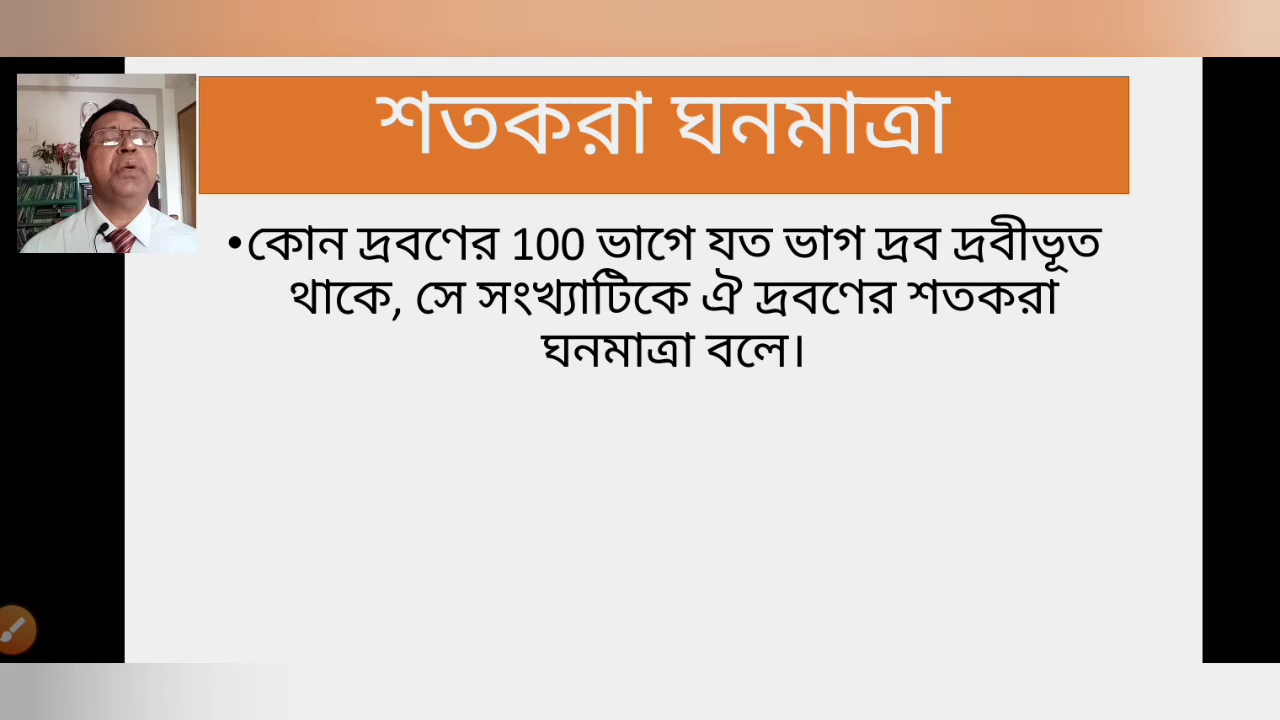 শতকরা ঘনমাত্রা
•কোন দ্রবণের 100 ভাগে যত ভাগ দ্রব দ্রবীভূত
থাকে, সে সংখ্যাটিকে ঐ দ্রবণের শতকরা
ঘনমাত্রা বলে।